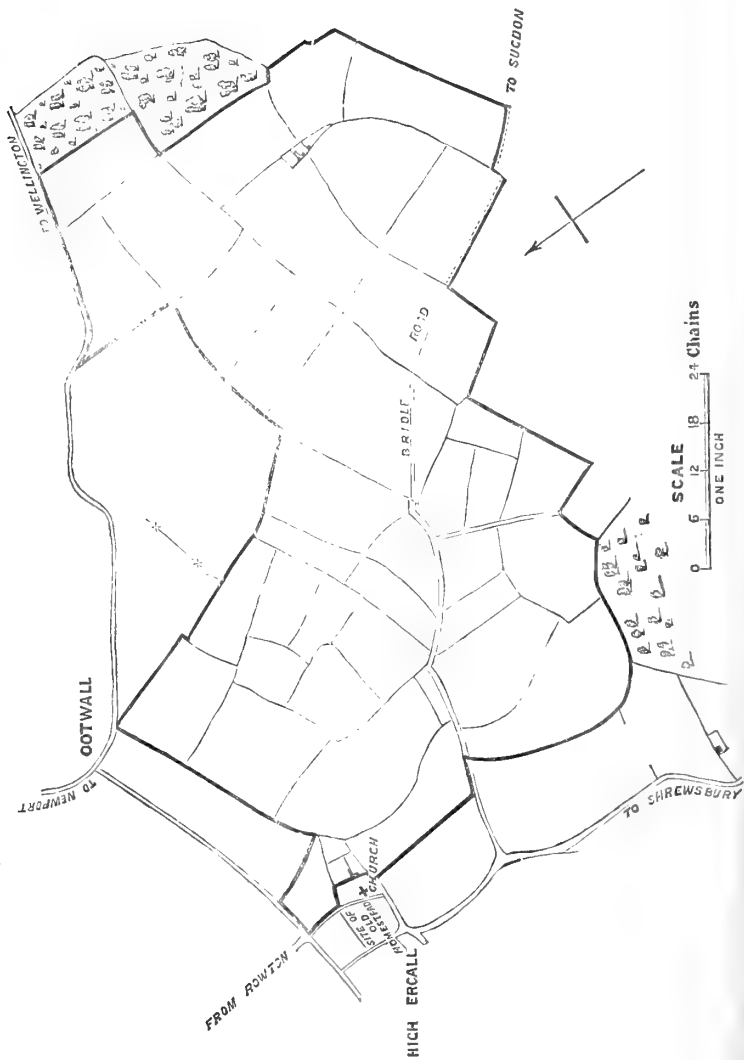 TO WELLINGTON
TO SUGDON
ROAD
BRIDLE
SCALE
0 6 12 18 24 Chains
ONE INCH
OOTWALL
TO NEWPORT
TO SHREWSBURY
CHURCH
SITE OF
OLD
HOMESTEAD
FROM ROWTON
HIGH ERCALL